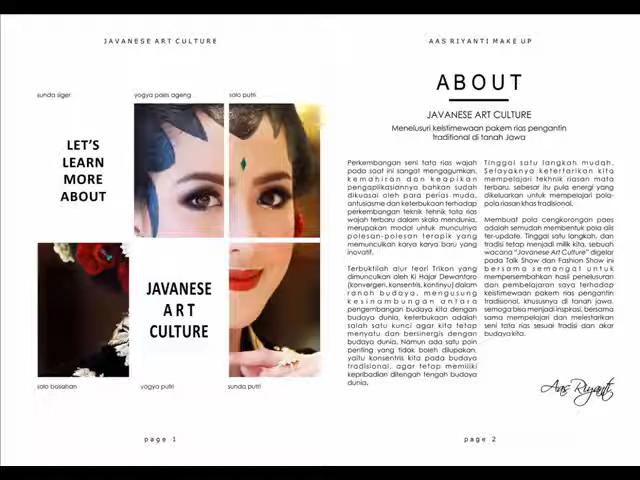 JAVANESE ART CULTURE
sunda siger
yogya paes ageng
solo putri
LET'S
LEARN
MORE
ABOUT
JAVANESE
ART
CULTURE
solo basahan
yogya putri
sunda putri
page 1
AAS RIYANTI MAKE UP
ABOUT
JAVANESE ART CULTURE
Menelusuri keistimewaan pakem rias pengantin
traditional di tanah Jawa
Perkembangan seni tata rias wajah
pada saat ini sangat mengagumkan,
kemahiran dan keapikan
pengaplikasiannya bahkan sudah
dikuasai oleh para perias muda,
antusiasme dan keterbukaan terhadap
perkembangan teknik tehnik tata rias
wajah terbaru dalam skala mendunia,
merupakan modal untuk munculnya
polesan-polesan terapik yang
memunculkan karya karya baru yang
inovatif.
Terbuktilah alur teori Trikon yang
dimunculkan oleh Ki Hajar Dewantoro
(konvergen, konsentris, kontinyu) dalam
ranah budaya, mengusung
kesinambungan antara
pengembangan budaya kita dengan
budaya dunia, keterbukaan adalah
salah satu kunci agar kita tetap
menyatu dan bersinergis dengan
budaya dunia. Namun ada satu poin
penting yang tidak boleh dilupakan,
yaitu konsentris kita pada budaya
tradisional, agar tetap memiliki
kepribadian ditengah tengah budaya
dunia.
Tinggal satu langkah mudah.
Selayaknya ketertarikan kita
mempelajari tekhnik riasan mata
terbaru, sebesar itu pula energi yang
dikeluarkan untuk mempelajari pola-
pola riasan khas tradisional.
Membuat pola cengkorongan paes
adalah semudah membentuk pola alis
ter-update. Tinggal satu langkah, dan
tradisi tetap menjadi milik kita, sebuah
wacana "Javanese Art Culture" digelar
pada Talk Show dan Fashion Show ini
bersama semangat untuk
mempersembahkan hasil penelusuran
dan pembelajaran saya terhadap
keistimewaan pakem rias pengantin
tradisional, khususnya di tanah jawa,
semoga bisa menjadi inspirasi, bersama
sama mempelajari dan melestarikan
seni tata rias sesuai tradisi dan akar
budaya kita.
Aas Riyanti
page 2